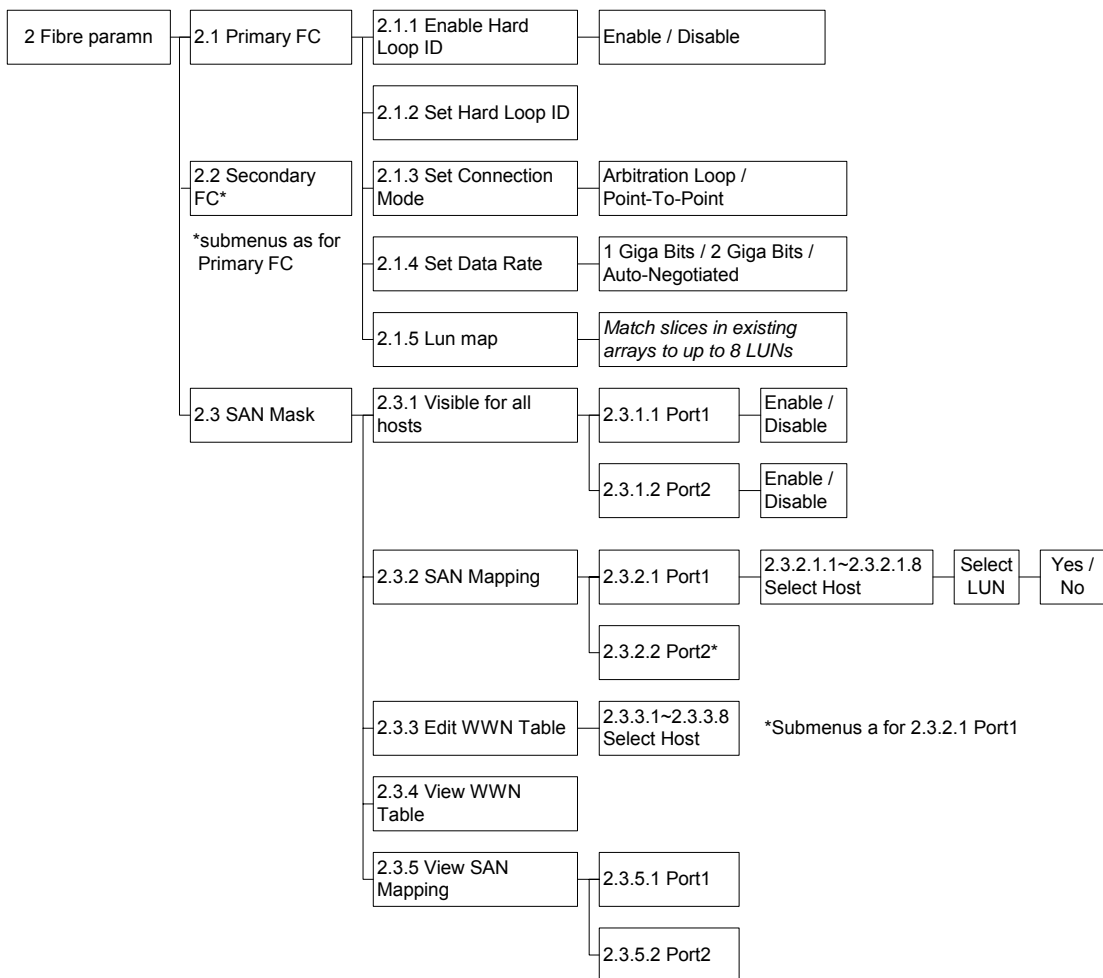 2 Fibre paramn
2.1 Primary FC
2.1.1 Enable Hard
Loop ID
Enable / Disable
2.1.2 Set Hard Loop ID
2.2 Secondary
FC*
*submenus as for
Primary FC
2.1.3 Set Connection
Mode
Arbitration Loop /
Point-To-Point
2.1.4 Set Data Rate
1 Giga Bits / 2 Giga Bits /
Auto-Negotiated
2.1.5 Lun map
Match slices in existing
arrays to up to 8 LUNs
2.3 SAN Mask
2.3.1 Visible for all
hosts
2.3.1.1 Port1
Enable /
Disable
2.3.1.2 Port2
Enable /
Disable
2.3.2 SAN Mapping
2.3.2.1 Port1
2.3.2.1.1~2.3.2.1.8
Select Host
Select
LUN
Yes /
No
2.3.2.2 Port2*
2.3.3 Edit WWN Table
2.3.3.1~2.3.3.8
Select Host
*Submenus a for 2.3.2.1 Port1
2.3.4 View WWN
Table
2.3.5 View SAN
Mapping
2.3.5.1 Port1
2.3.5.2 Port2